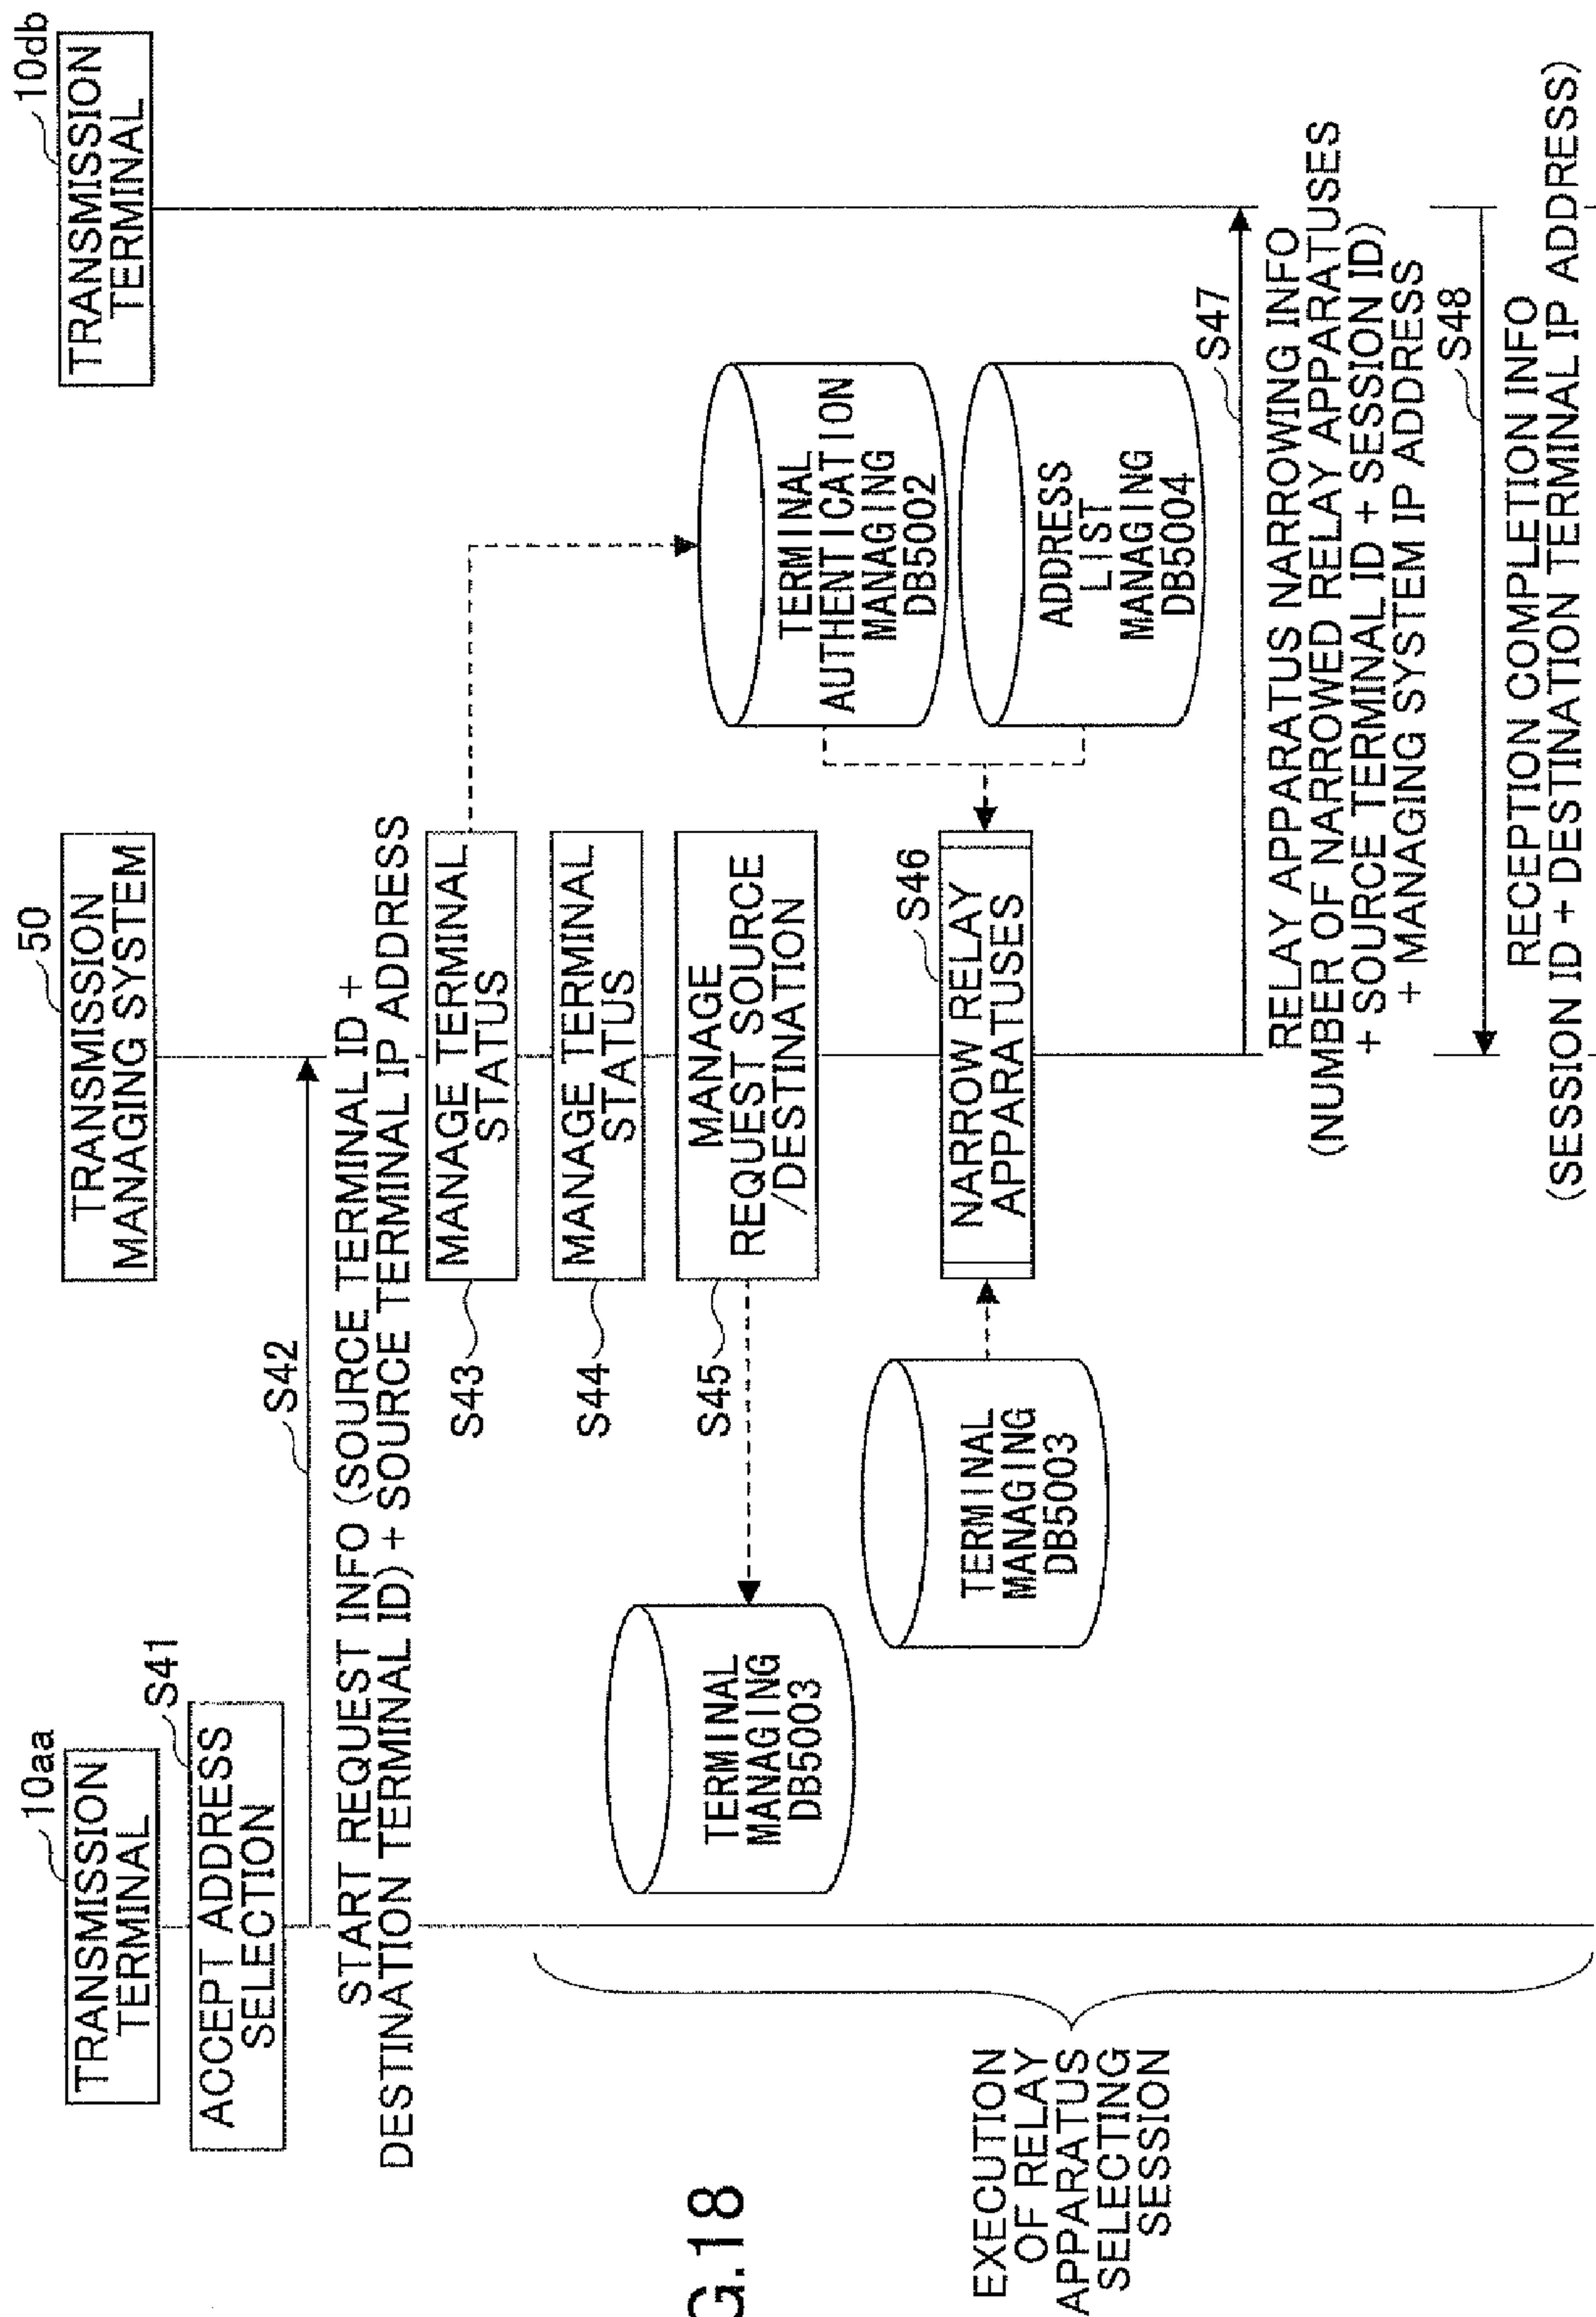 G.18
10aa
TRANSMISSION
TERMINAL
50
TRANSMISSION
MANAGING SYSTEM
10db
TRANSMISSION
TERMINAL
S41
ACCEPT ADDRESS
SELECTION
S42
START REQUEST INFO (SOURCE TERMINAL ID +
DESTINATION TERMINAL ID) + SOURCE TERMINAL IP ADDRESS
S43
MANAGE TERMINAL
STATUS
S44
MANAGE TERMINAL
STATUS
S45
MANAGE
REQUEST SOURCE
/DESTINATION
TERMINAL
MANAGING
DB5003
TERMINAL
AUTHENTICATION
MANAGING
DB5002
TERMINAL
MANAGING
DB5003
S46
NARROW RELAY
APPARATUSES
ADDRESS
LIST
MANAGING
DB5004
EXECUTION
OF RELAY
APPARATUS
SELECTING
SESSION
S47
RELAY APPARATUS NARROWING INFO
(NUMBER OF NARROWED RELAY APPARATUSES
+ SOURCE TERMINAL ID + SESSION ID)
+ MANAGING SYSTEM IP ADDRESS
S48
RECEPTION COMPLETION INFO
(SESSION ID + DESTINATION TERMINAL IP ADDRESS)